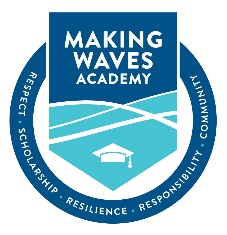 MAKING
WAVES
ACADEMY
RESPECT · SCHOLARSHIP · RESILIENCE · RESPONSIBILITY · COMMUNITY